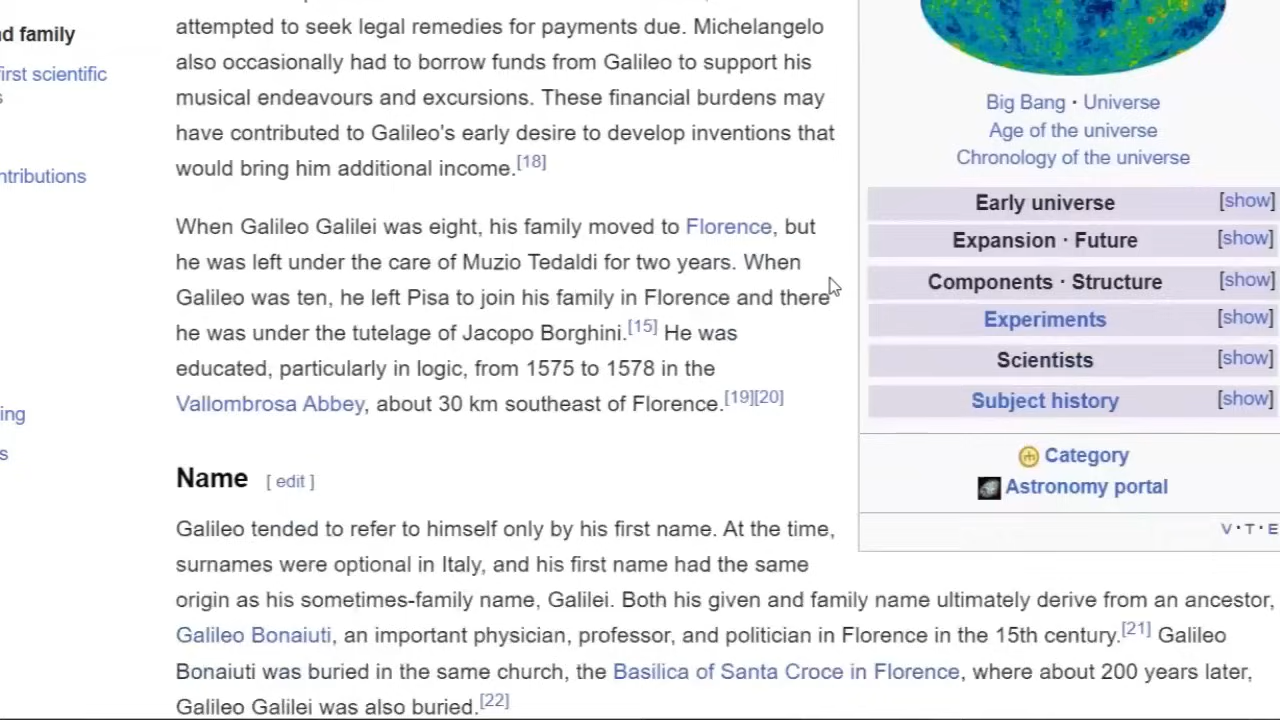 d family
irst scientific
s
ntributions
ing
s
attempted to seek legal remedies for payments due. Michelangelo
also occasionally had to borrow funds from Galileo to support his
musical endeavours and excursions. These financial burdens may
have contributed to Galileo's early desire to develop inventions that
would bring him additional income.[18]
When Galileo Galilei was eight, his family moved to Florence, but
he was left under the care of Muzio Tedaldi for two years. When
Galileo was ten, he left Pisa to join his family in Florence and there
he was under the tutelage of Jacopo Borghini.[15] He was
educated, particularly in logic, from 1575 to 1578 in the
Vallombrosa Abbey, about 30 km southeast of Florence.[19][20]
Name [ edit ]
Galileo tended to refer to himself only by his first name. At the time,
surnames were optional in Italy, and his first name had the same
origin as his sometimes-family name, Galilei. Both his given and family name ultimately derive from an ancestor,
Galileo Bonaiuti, an important physician, professor, and politician in Florence in the 15th century.[21] Galileo
Bonaiuti was buried in the same church, the Basilica of Santa Croce in Florence, where about 200 years later,
Galileo Galilei was also buried.[22]
Big Bang · Universe
Age of the universe
Chronology of the universe
Early universe [show]
Expansion · Future [show]
Components · Structure [show]
Experiments [show]
Scientists [show]
Subject history [show]
Category
Astronomy portal
V · T · E